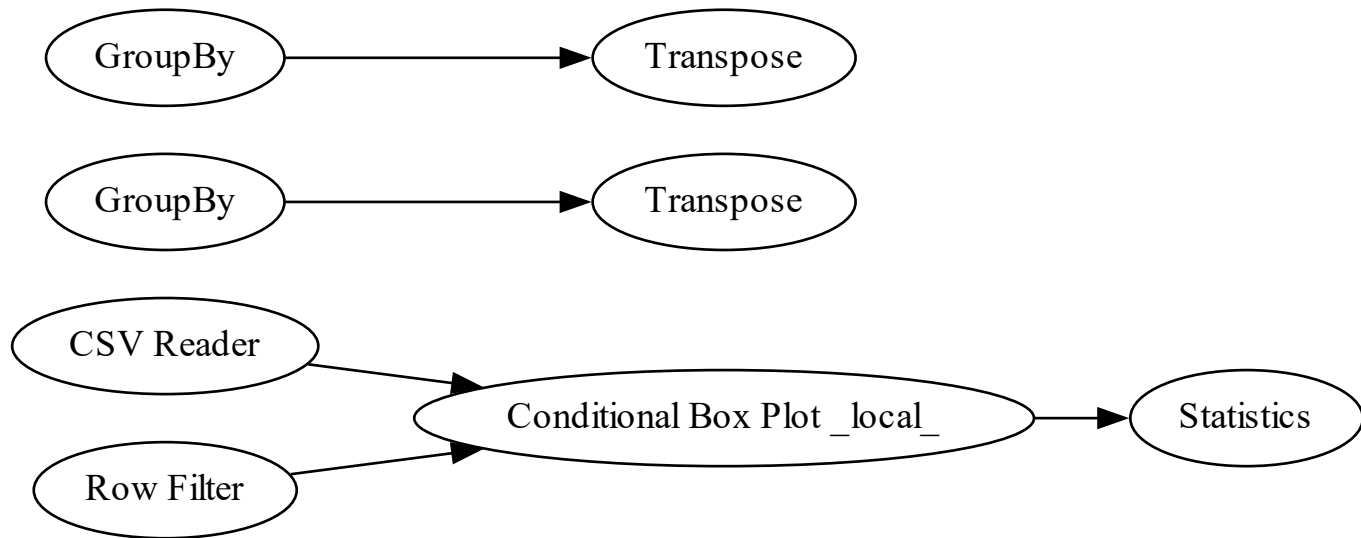 GroupBy
Transpose
GroupBy
Transpose
CSV Reader
Conditional Box Plot _local_
Statistics
Row Filter